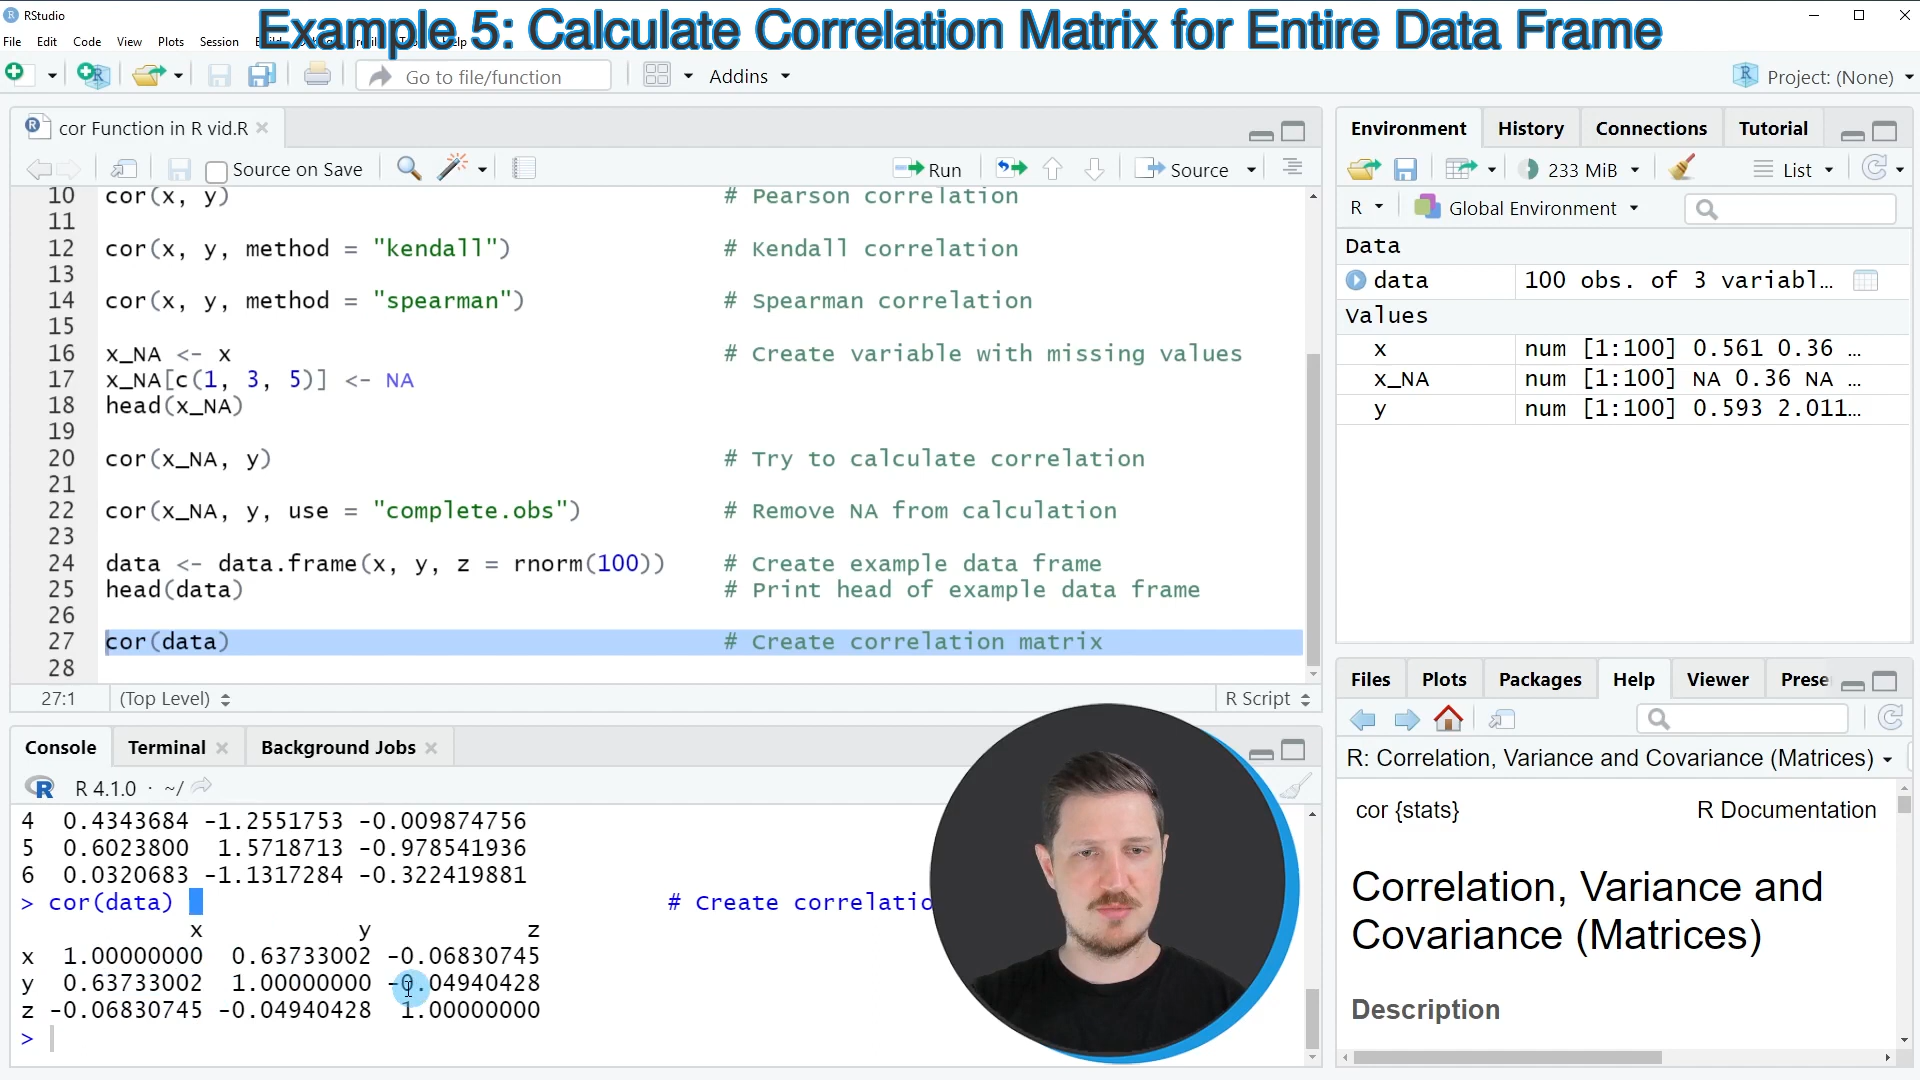 RStudio
Example 5: Calculate Correlation Matrix for Entire Data Frame
File Edit Code View Plots Session
Go to file/function
Addins
Project: (None)
cor Function in R vid.R
Source on Save
Run
Source
10 cor(x, y) # Pearson correlation
11
12 cor(x, y, method = "kendall") # Kendall correlation
13
14 cor(x, y, method = "spearman") # Spearman correlation
15
16 x_NA <- x # Create variable with missing values
17 x_NA[c(1, 3, 5)] <- NA
18 head(x_NA)
19
20 cor(x_NA, y) # Try to calculate correlation
21
22 cor(x_NA, y, use = "complete.obs") # Remove NA from calculation
23
24 data <- data.frame(x, y, z = rnorm(100)) # Create example data frame
25 head(data) # Print head of example data frame
26
27 cor(data) # Create correlation matrix
28
27:1 (Top Level) R Script
Console Terminal Background Jobs
R 4.1.0 · ~/
4 0.4343684 -1.2551753 -0.009874756
5 0.6023800 1.5718713 -0.978541936
6 0.0320683 -1.1317284 -0.322419881
> cor(data) # Create correlatio
x y z
x 1.00000000 0.63733002 -0.06830745
y 0.63733002 1.00000000 -0.04940428
z -0.06830745 -0.04940428 1.00000000
>
Environment History Connections Tutorial
233 MiB List
R Global Environment
Data
data 100 obs. of 3 variabl…
Values
x num [1:100] 0.561 0.36 …
x_NA num [1:100] NA 0.36 NA …
y num [1:100] 0.593 2.011…
Files Plots Packages Help Viewer Prese
R: Correlation, Variance and Covariance (Matrices)
cor {stats} R Documentation
Correlation, Variance and
Covariance (Matrices)
Description